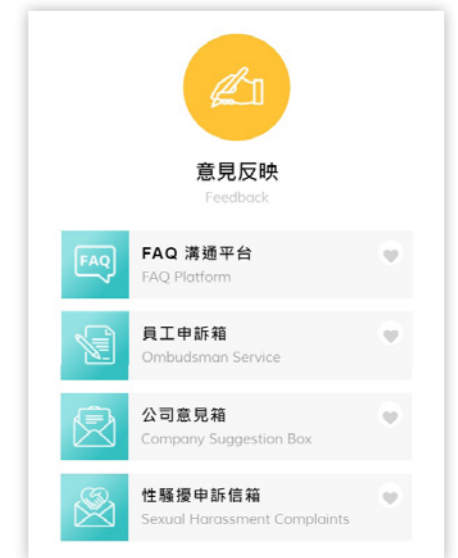 意見反映
Feedback
FAQ
FAQ 溝通平台
FAQ Platform
員工申訴箱
Ombudsman Service
公司意見箱
Company Suggestion Box
性騷擾申訴信箱
Sexual Harassment Complaints